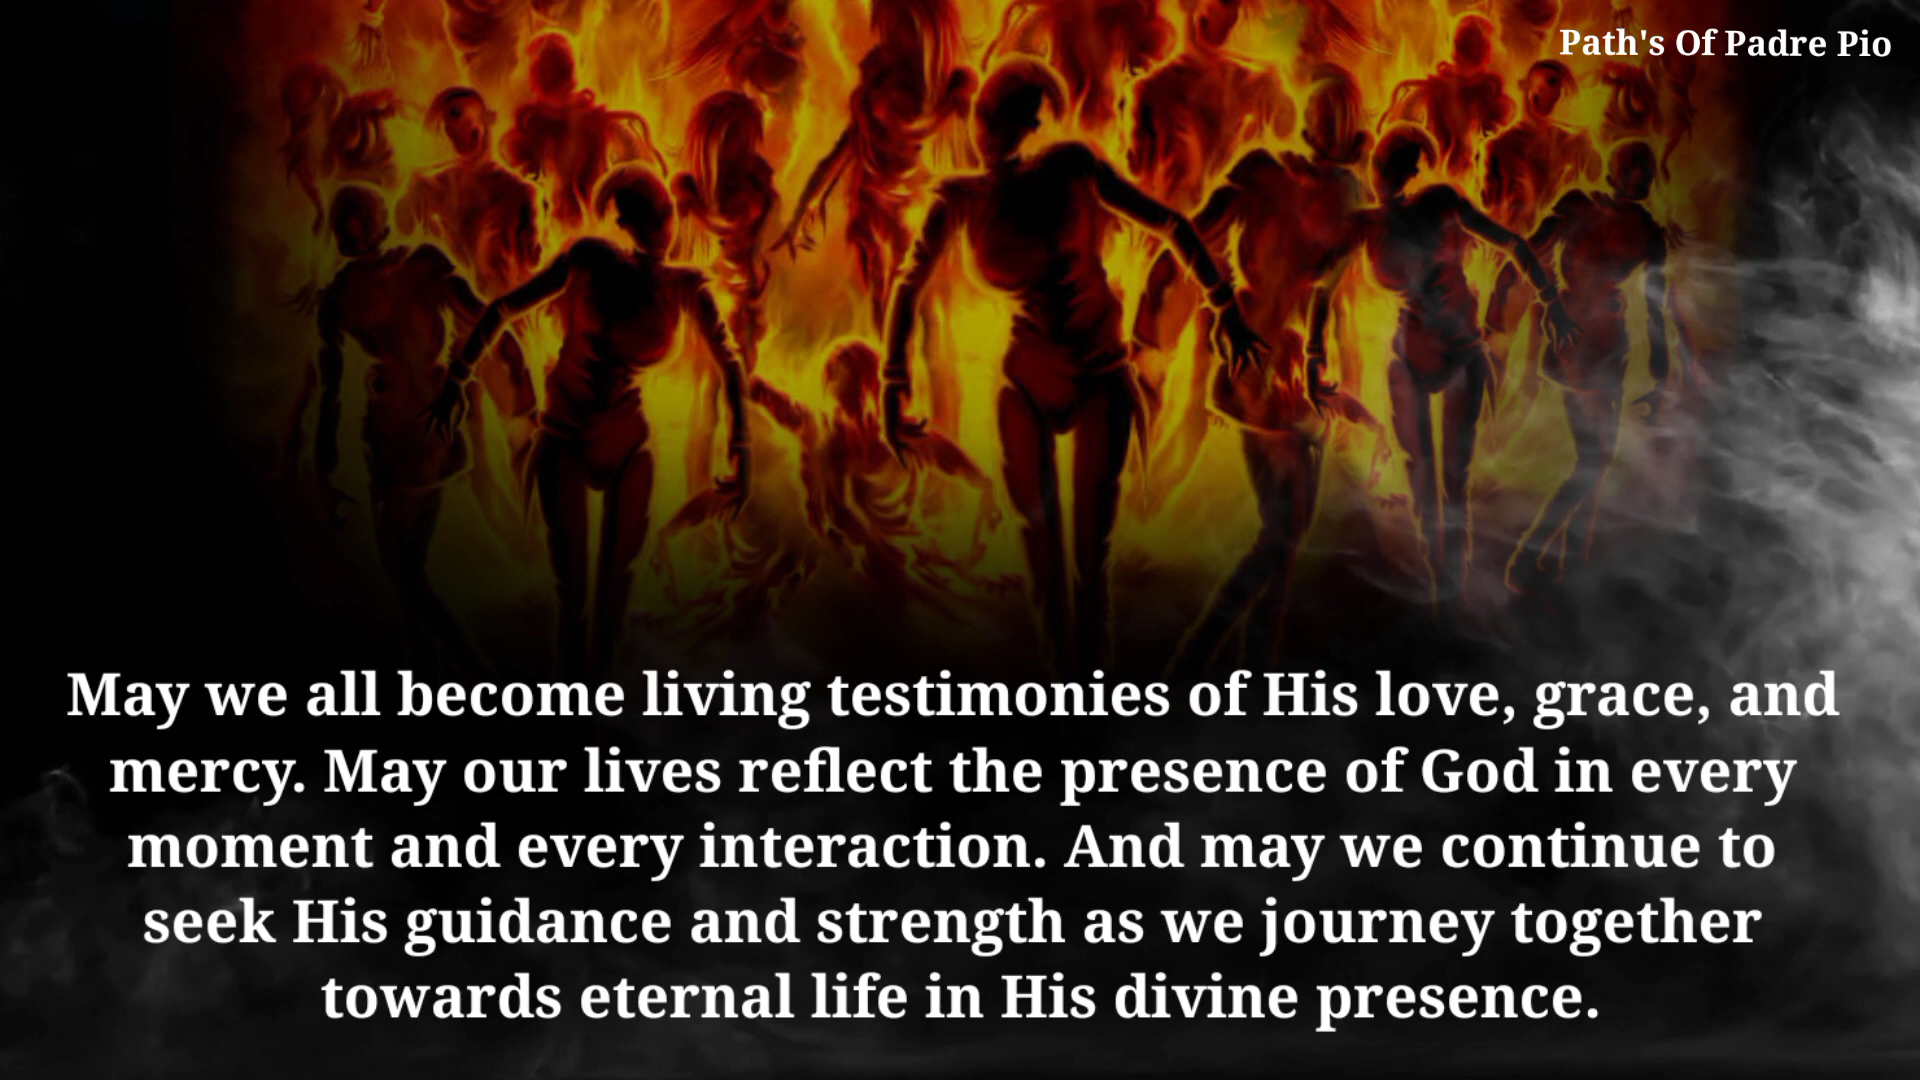 Path's Of Padre Pio
May we all become living testimonies of His love, grace, and
mercy. May our lives reflect the presence of God in every
moment and every interaction. And may we continue to
seek His guidance and strength as we journey together
towards eternal life in His divine presence.